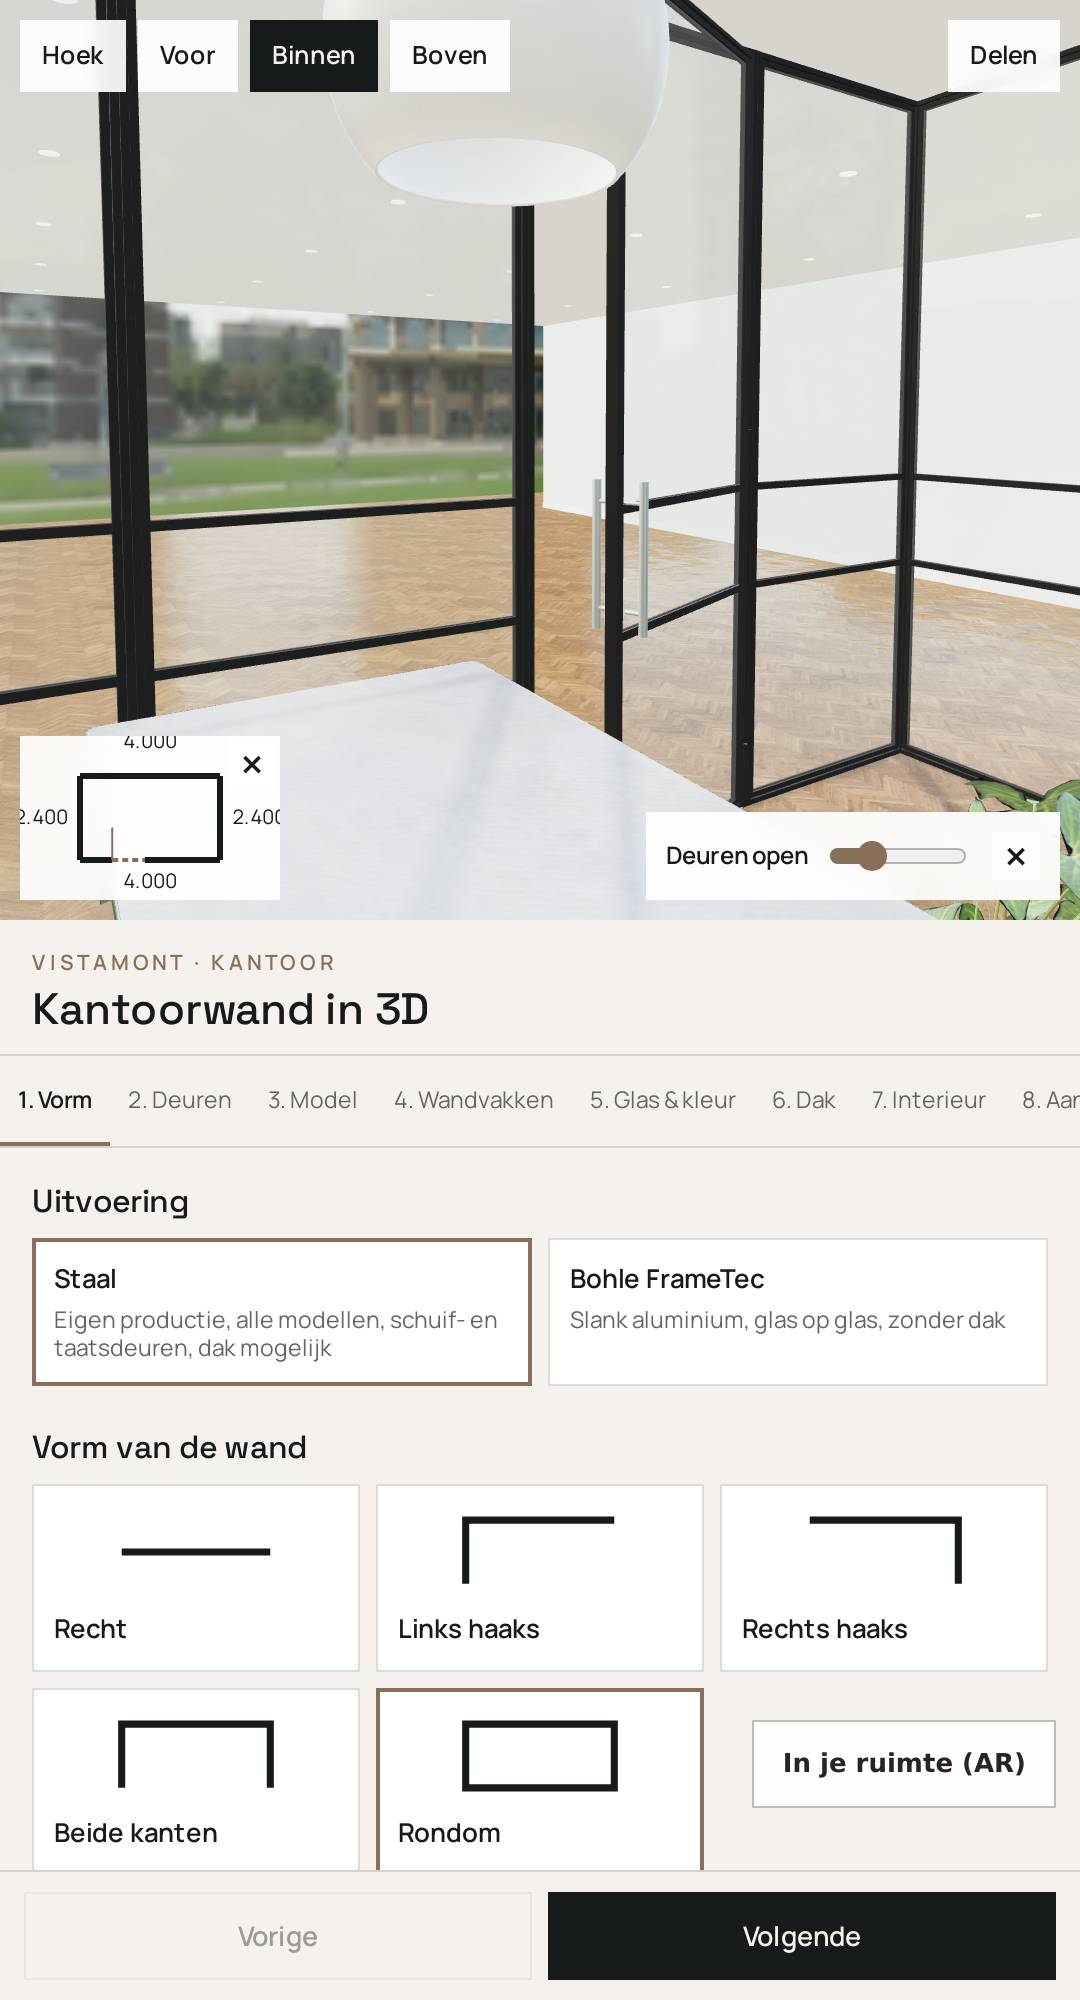 Hoek Voor Binnen Boven Delen
4.000
2.400 2.400
4.000
Deuren open
VISTAMONT · KANTOOR
Kantoorwand in 3D
1. Vorm 2. Deuren 3. Model 4. Wandvakken 5. Glas & kleur 6. Dak 7. Interieur 8. Aan
Uitvoering
Staal
Eigen productie, alle modellen, schuif- en
taatsdeuren, dak mogelijk
Bohle FrameTec
Slank aluminium, glas op glas, zonder dak
Vorm van de wand
Recht Links haaks Rechts haaks
In je ruimte (AR)
Beide kanten Rondom
Vorige Volgende